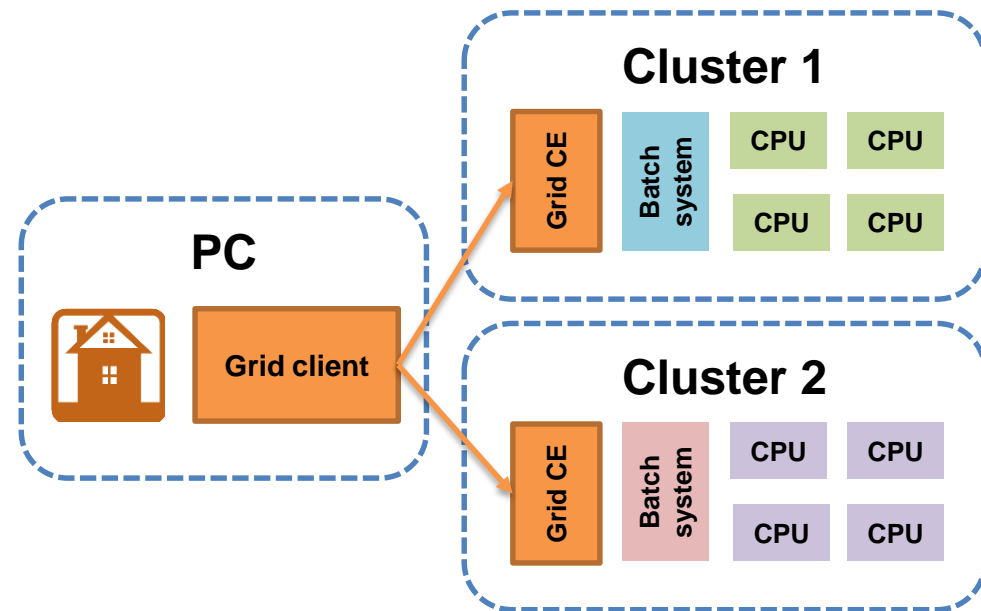 PC
Grid client
Cluster 1
Grid CE
Batch
system
CPU
CPU
CPU
CPU
Cluster 2
Grid CE
Batch
system
CPU
CPU
CPU
CPU